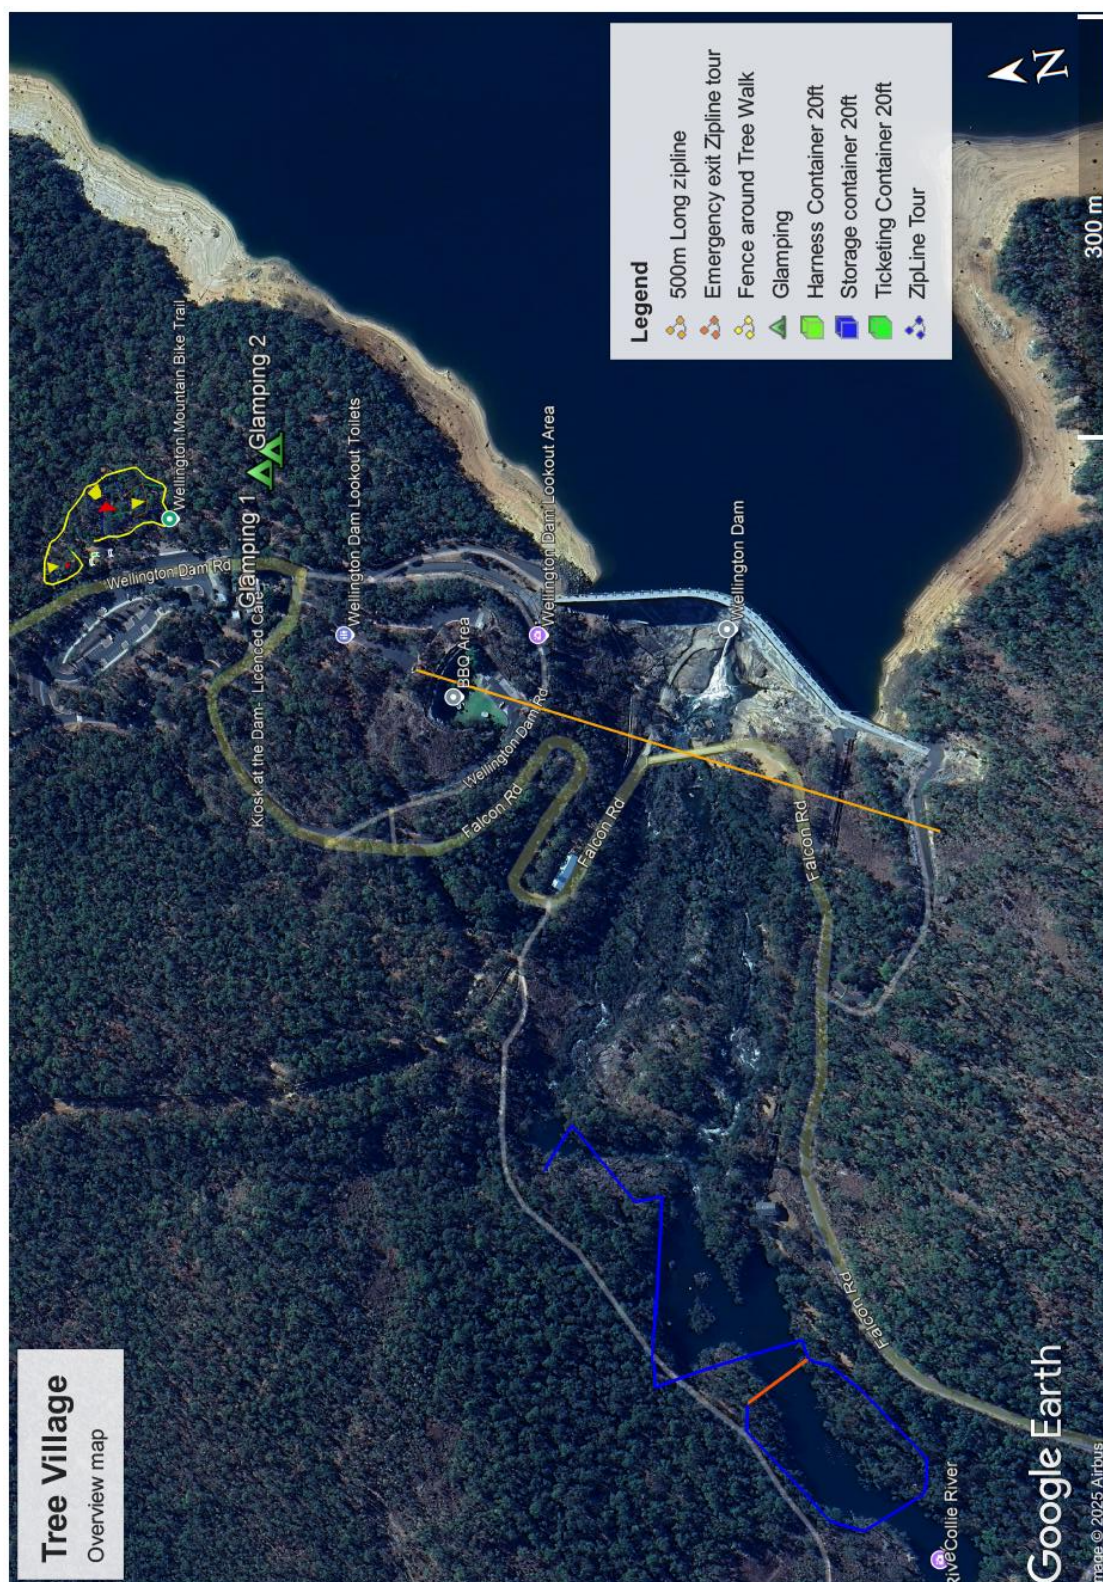 Tree Village
Overview map
Legend
500m Long zipline
Emergency exit Zipline tour
Fence around Tree Walk
Glamping
Harness Container 20ft
Storage container 20ft
Ticketing Container 20ft
ZipLine Tour
N
Wellington Mountain Bike Trail
Glamping 1
Glamping 2
Wellington Dam Rd
Kiosk at the Dam- Licenced Cafe
Wellington Dam Lookout Toilets
BBQ Area
Wellington Dam Lookout Area
Wellington Dam Rd
Falcon Rd
Falcon Rd
Wellington Dam
Falcon Rd
Falcon Rd
Collie River
Google Earth
Image © 2025 Airbus
300 m